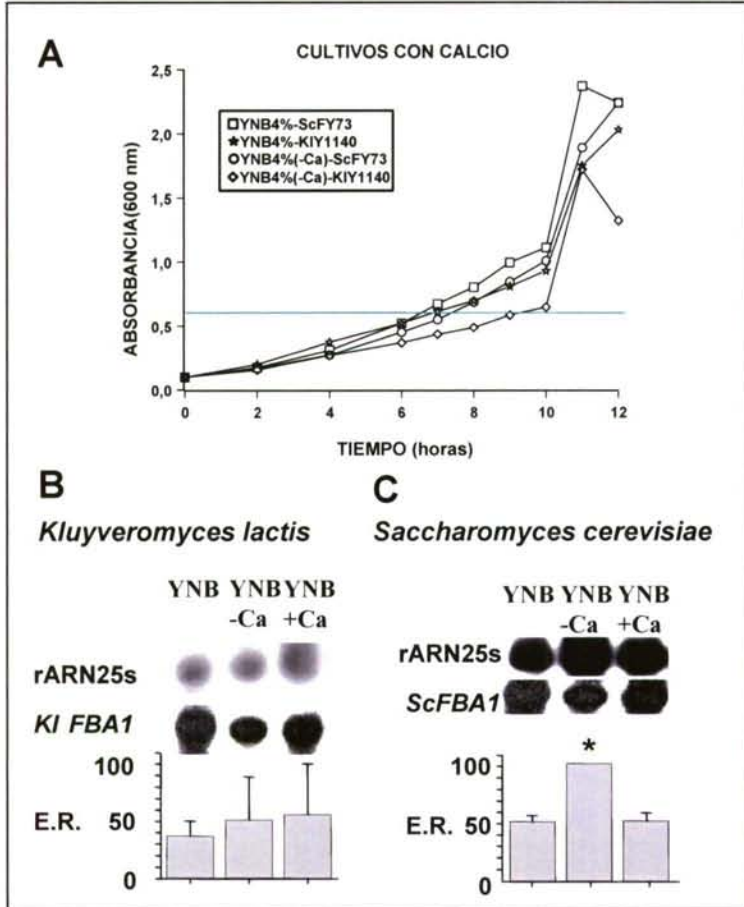 A
CULTIVOS CON CALCIO
ABSORBANCIA(600 nm)
2,5
2,0
1,5
1,0
0,5
0,0
YNB4%-ScFY73
YNB4%-KIY1140
YNB4%(-Ca)-ScFY73
YNB4%(-Ca)-KIY1140
0 2 4 6 8 10 12
TIEMPO (horas)
B
Kluyveromyces lactis
YNB YNB YNB
-Ca +Ca
rARN25s
Kl FBA1
E.R.
100
50
0
C
Saccharomyces cerevisiae
YNB YNB YNB
-Ca +Ca
rARN25s
ScFBA1
*
E.R.
100
50
0